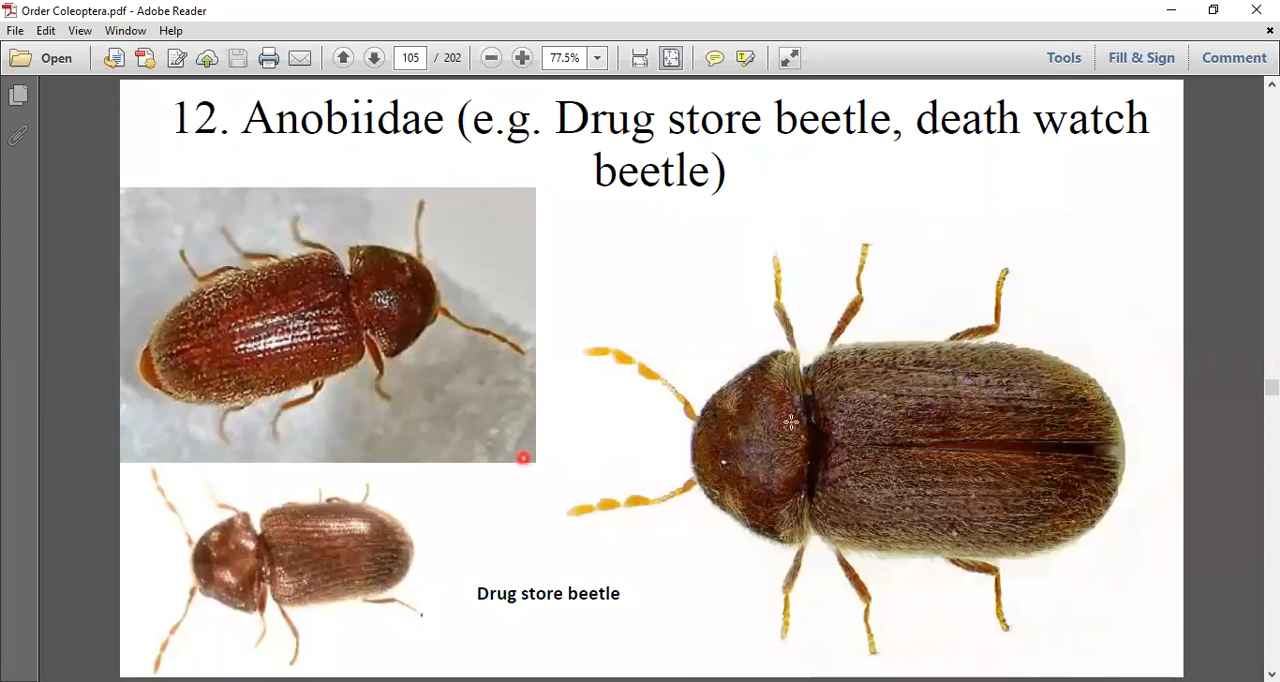 Order Coleoptera.pdf - Adobe Reader
File Edit View Window Help
Open 105 / 202 77.5% Tools Fill & Sign Comment
12. Anobiidae (e.g. Drug store beetle, death watch
beetle)
Drug store beetle